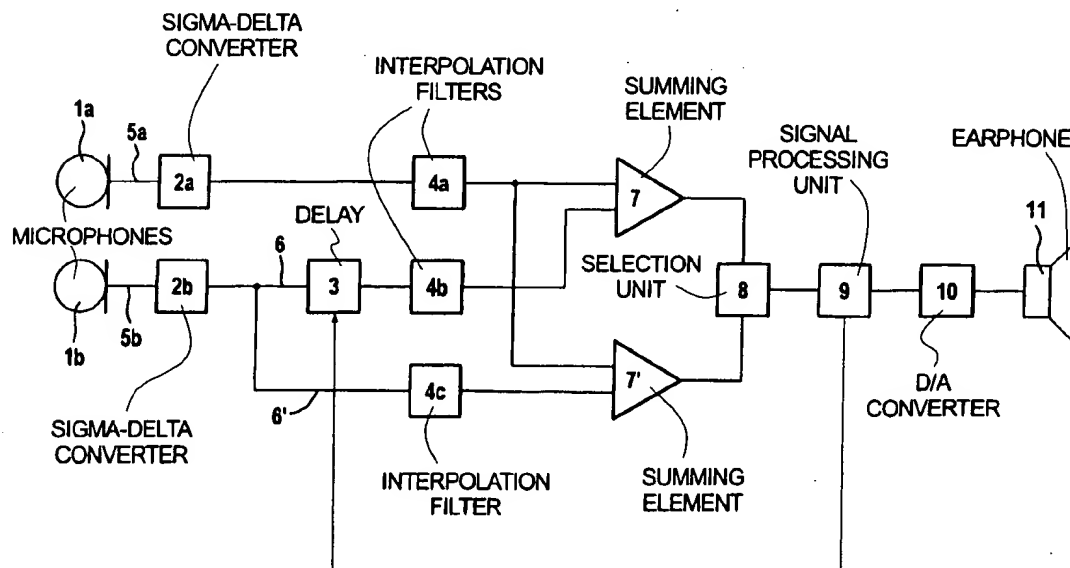 SIGMA-DELTA
CONVERTER
INTERPOLATION
FILTERS
SUMMING
ELEMENT
SIGNAL
PROCESSING
UNIT
EARPHONE
1a
5a
2a
4a
7
11
MICROPHONES
DELAY
6
3
4b
SELECTION
UNIT
8
9
10
1b
5b
2b
6'
4c
7'
D/A
CONVERTER
SIGMA-DELTA
CONVERTER
INTERPOLATION
FILTER
SUMMING
ELEMENT